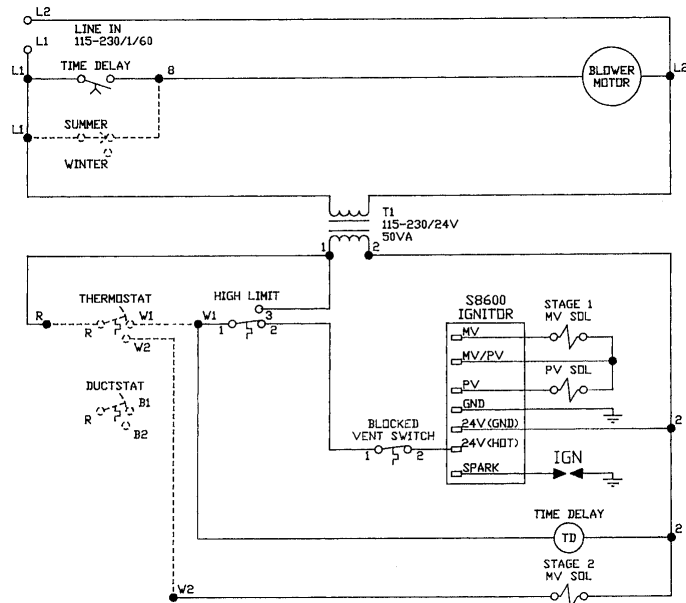 L2
LINE IN
115-230/1/60
L1
L1
TIME DELAY
8
BLOWER
MOTOR
L2
L1
SUMMER
WINTER
T1
115-230/24V
50VA
1
2
R
THERMOSTAT
R
W1
W2
W1
HIGH LIMIT
1
3
2
S8600
IGNITOR
MV
MV/PV
PV
GND
24V(GND)
24V(HOT)
SPARK
STAGE 1
MV SOL
PV SOL
DUCTSTAT
R
B1
B2
BLOCKED
VENT SWITCH
1
2
2
IGN
TIME DELAY
TD
2
STAGE 2
MV SOL
W2